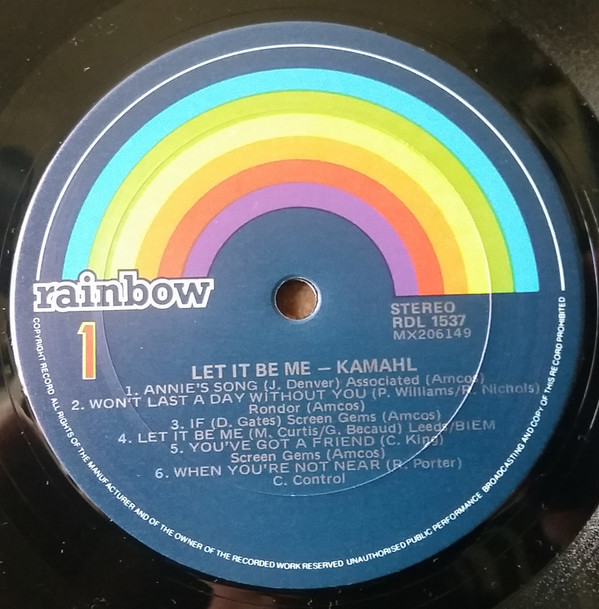 rainbow
1
STEREO
RDL 1537
MX206149
LET IT BE ME – KAMAHL
1. ANNIE'S SONG (J. Denver) Associated (Amcos)
2. WON'T LAST A DAY WITHOUT YOU (P. Williams/R. Nichols)
Rondor (Amcos)
3. IF (D. Gates) Screen Gems (Amcos)
4. LET IT BE ME (M. Curtis/G. Becaud) Leeds/BIEM
5. YOU'VE GOT A FRIEND (C. King)
Screen Gems (Amcos)
6. WHEN YOU'RE NOT NEAR (R. Porter)
C. Control
COPYRIGHT RECORD ALL RIGHTS OF THE MANUFACTURER AND OF THE OWNER OF THE RECORDED WORK RESERVED UNAUTHORISED PUBLIC PERFORMANCE BROADCASTING AND COPY OF THIS RECORD PROHIBITED